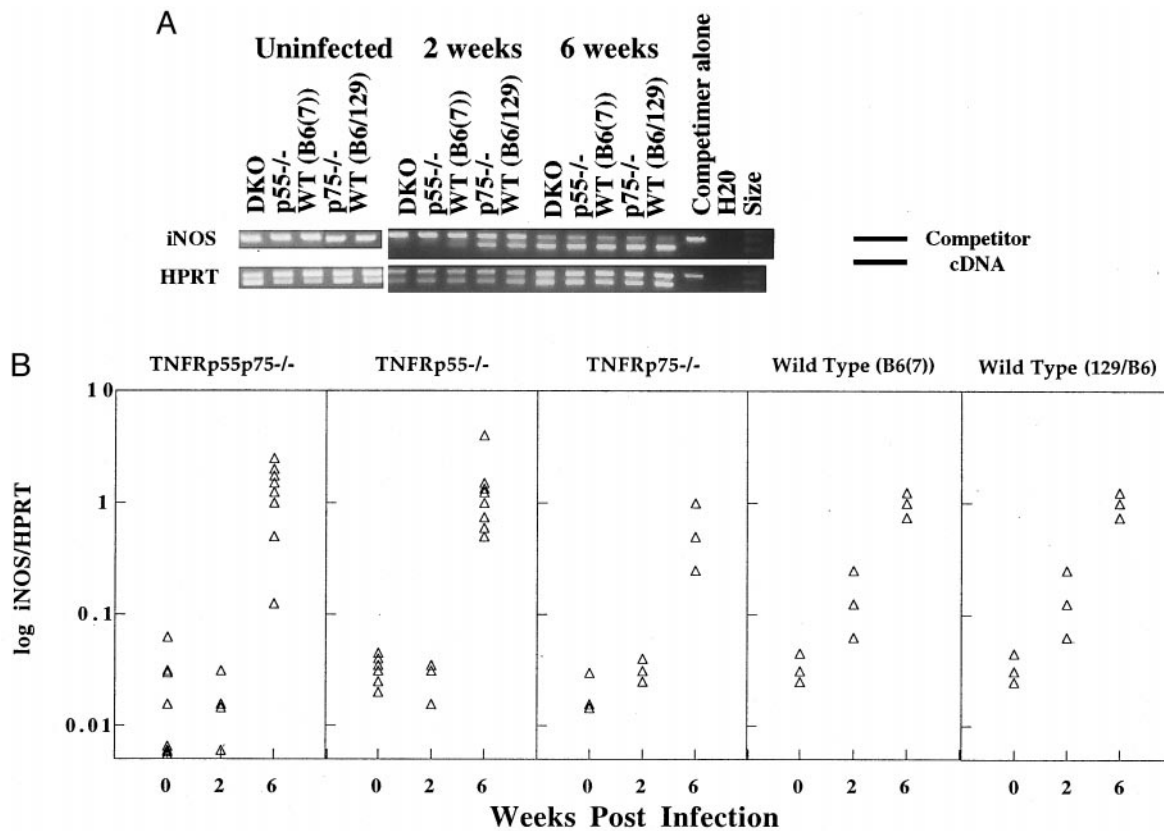 A
Uninfected 2 weeks 6 weeks
DKO
p55-/-
WT (B6(7))
p75-/-
WT (B6/129)
DKO
p55-/-
WT (B6(7))
p75-/-
WT (B6/129)
DKO
p55-/-
WT (B6(7))
p75-/-
WT (B6/129)
Competimer alone
H20
Size
iNOS
HPRT
Competitor
cDNA
B
TNFRp55p75-/- TNFRp55-/- TNFRp75-/- Wild Type (B6(7)) Wild Type (129/B6)
log iNOS/HPRT
10
1
0.1
0.01
0 2 6 0 2 6 0 2 6 0 2 6 0 2 6
Weeks Post Infection